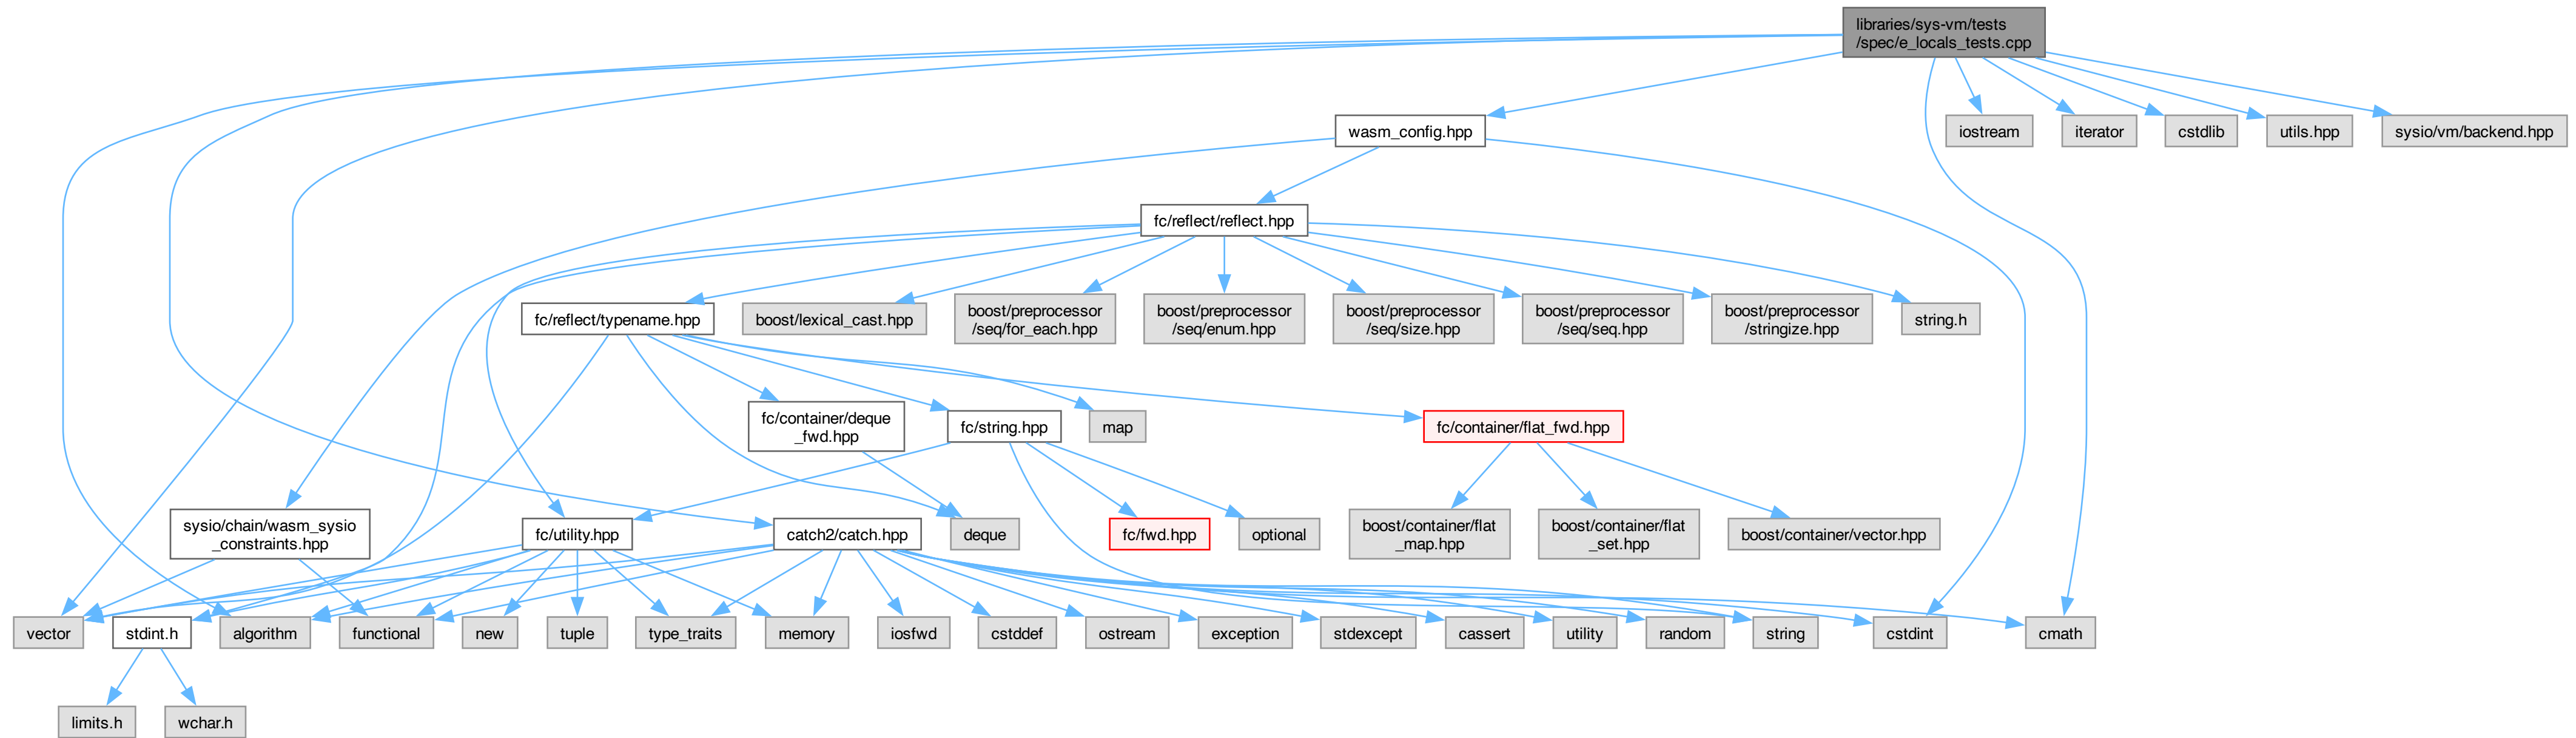 libraries/sys-vm/tests
/spec/e_locals_tests.cpp
wasm_config.hpp
iostream
iterator
cstdlib
utils.hpp
sysio/vm/backend.hpp
fc/reflect/reflect.hpp
fc/reflect/typename.hpp
boost/lexical_cast.hpp
boost/preprocessor
/seq/for_each.hpp
boost/preprocessor
/seq/enum.hpp
boost/preprocessor
/seq/size.hpp
boost/preprocessor
/seq/seq.hpp
boost/preprocessor
/stringize.hpp
string.h
fc/container/deque
_fwd.hpp
fc/string.hpp
map
fc/container/flat_fwd.hpp
sysio/chain/wasm_sysio
_constraints.hpp
fc/utility.hpp
catch2/catch.hpp
deque
fc/fwd.hpp
optional
boost/container/flat
_map.hpp
boost/container/flat
_set.hpp
boost/container/vector.hpp
vector
stdint.h
algorithm
functional
new
tuple
type_traits
memory
iosfwd
cstddef
ostream
exception
stdexcept
cassert
utility
random
string
cstdint
cmath
limits.h
wchar.h